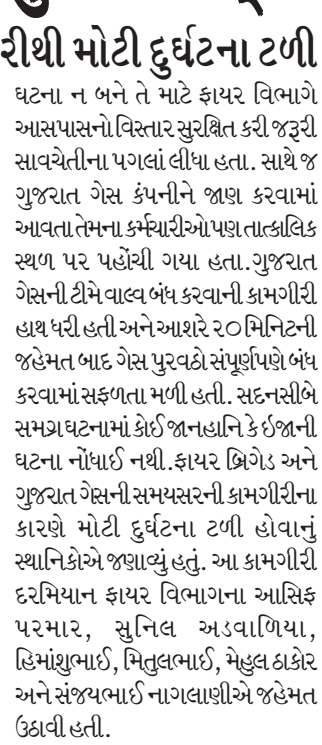 રીથી મોટી દુર્ઘટના ટળી
ઘટના ન બને તે માટે ફાયર વિભાગે
આસપાસનો વિસ્તાર સુરક્ષિત કરી જરૂરી
સાવચેતીના પગલાં લીધા હતા. સાથે જ
ગુજરાત ગેસ કંપનીને જાણ કરવામાં
આવતા તેમના કર્મચારીઓ પણ તાત્કાલિક
સ્થળ પર પહોંચી ગયા હતા.ગુજરાત
ગેસની ટીમે વાલ્વ બંધ કરવાની કામગીરી
હાથ ધરી હતી અને આશરે ૨૦ મિનિટની
જહેમત બાદ ગેસ પુરવઠો સંપૂર્ણપણે બંધ
કરવામાં સફળતા મળી હતી. સદનસીબે
સમગ્ર ઘટનામાં કોઈ જાનહાનિ કે ઇજાની
ઘટના નોંધાઈ નથી.ફાયર બ્રિગેડ અને
ગુજરાત ગેસની સમયસરની કામગીરીના
કારણે મોટી દુર્ઘટના ટળી હોવાનું
સ્થાનિકોએ જણાવ્યું હતું. આ કામગીરી
દરમિયાન ફાયર વિભાગના આસિફ
પરમાર, સુનિલ અડવાળિયા,
હિમાંશુભાઈ, મિતુલભાઈ, મેહુલ ઠાકોર
અને સંજયભાઈ નાગલાણીએ જહેમત
ઉઠાવી હતી.